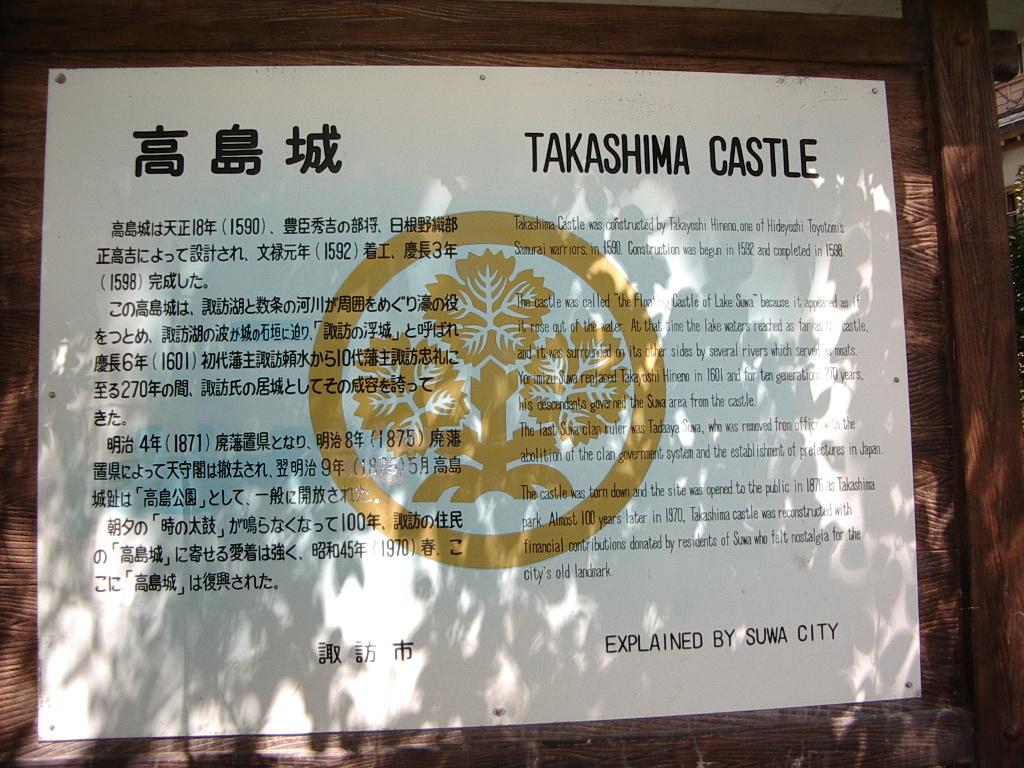 高島城
高島城は天正18年(1590)、豊臣秀吉の部将、日根野織部
正高吉によって設計され、文禄元年(1592)着工、慶長3年
(1598)完成した。
この高島城は、諏訪湖と数条の河川が周囲をめぐり濠の役
をつとめ、諏訪湖の波が城の石垣に迫り、「諏訪の浮城」と呼ばれ
慶長6年(1601)初代藩主諏訪頼水から10代藩主諏訪忠礼に
至る270年の間、諏訪氏の居城としてその威容を誇って
きた。
明治4年(1871)廃藩置県となり、明治8年(1875)廃藩
置県によって天守閣は撤去され、翌明治9年(18 )5月高島
城趾は「高島公園」として、一般に開放された。
朝夕の「時の太鼓」が鳴らなくなって100年、諏訪の住民
の「高島城」に寄せる愛着は強く、昭和45年(1970)春、こ
こに「高島城」は復興された。
諏訪市
TAKASHIMA CASTLE
Takashima Castle was constructed by Takayoshi Hineno, one of Hideyoshi Toyotomi's
Samurai warriors, in 1590. Construction was begun in 1592 and completed in 1598.
The castle was called "the Floating Castle of Lake Suwa" because it appeared as if
it rose out of the water. At that time the lake waters reached as far as the castle,
and it was surrounded on its other sides by several rivers which served as moats.
Yorimizu Suwa replaced Takayoshi Hineno in 1601 and for ten generations 270 years,
his descendants governed the Suwa area from the castle.
The last Suwa clan ruler was Tadaaya Suwa, who was removed from office with the
abolition of the clan government system and the establishment of prefectures in Japan.
The castle was torn down and the site was opened to the public in 1876 as Takashima
park. Almost 100 years later in 1970, Takashima castle was reconstructed with
financial contributions donated by residents of Suwa who felt nostalgia for the
city's old landmark.
EXPLAINED BY SUWA CITY